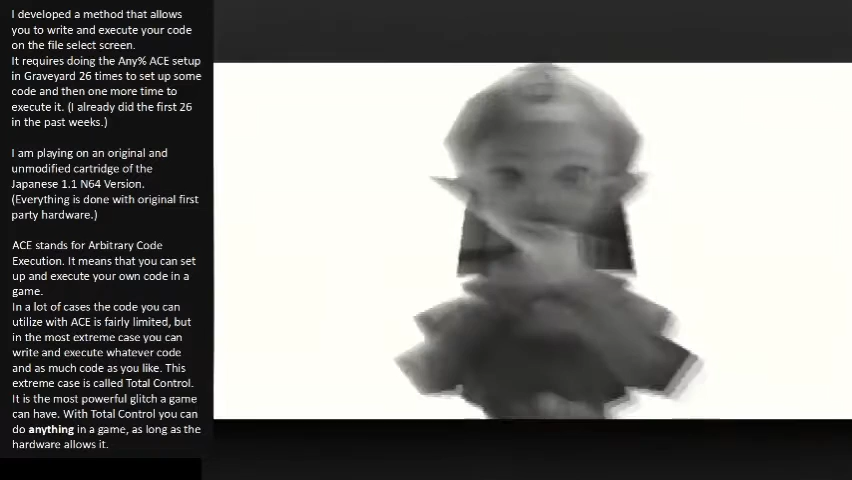 I developed a method that allows
you to write and execute your code
on the file select screen.
It requires doing the Any% ACE setup
in Graveyard 26 times to set up some
code and then one more time to
execute it. (I already did the first 26
in the past weeks.)
I am playing on an original and
unmodified cartridge of the
Japanese 1.1 N64 Version.
(Everything is done with original first
party hardware.)
ACE stands for Arbitrary Code
Execution. It means that you can set
up and execute your own code in a
game.
In a lot of cases the code you can
utilize with ACE is fairly limited, but
in the most extreme case you can
write and execute whatever code
and as much code as you like. This
extreme case is called Total Control.
It is the most powerful glitch a game
can have. With Total Control you can
do anything in a game, as long as the
hardware allows it.